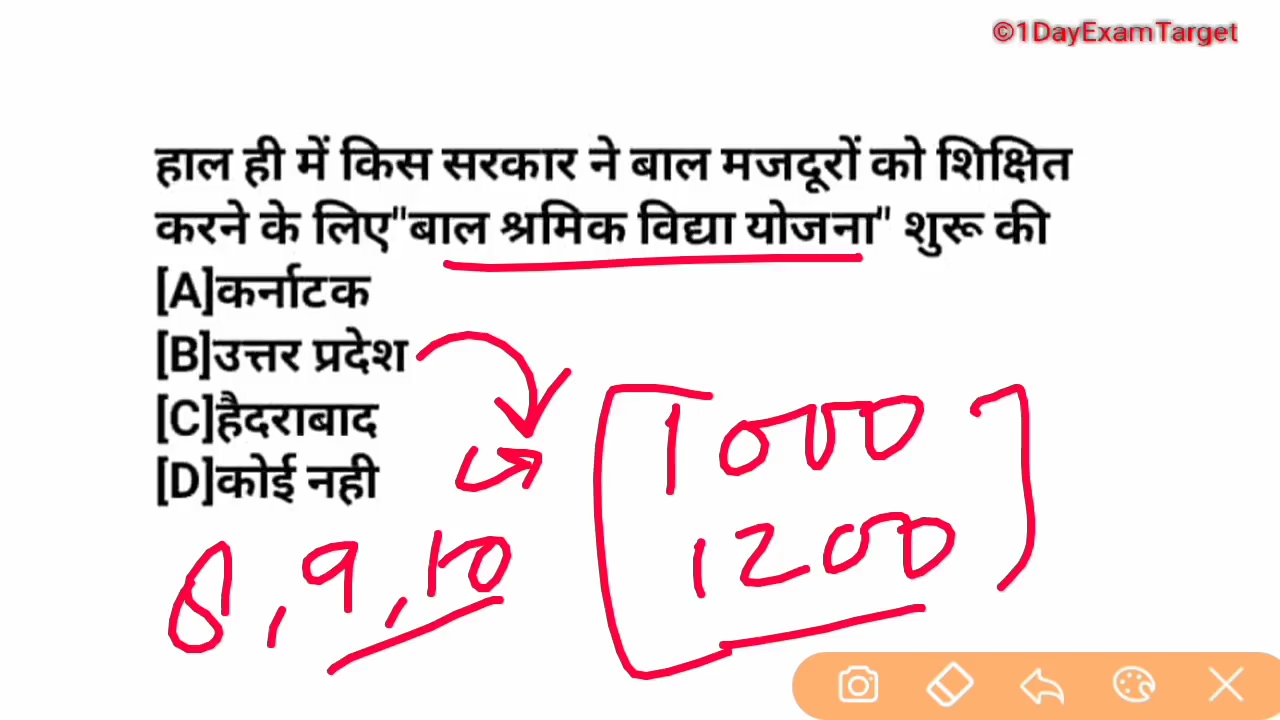 ©1DayExamTarget
हाल ही में किस सरकार ने बाल मजदूरों को शिक्षित
करने के लिए"बाल श्रमिक विद्या योजना" शुरू की
[A]कर्नाटक
[B]उत्तर प्रदेश
[C]हैदराबाद
[D]कोई नही
1000
1200
8, 9, 10